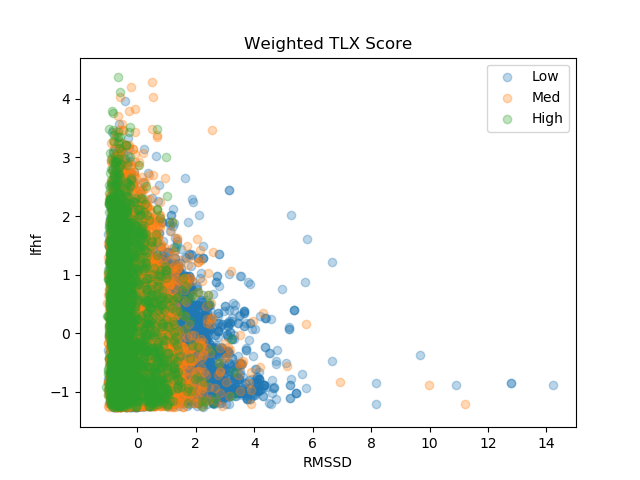 Weighted TLX Score
Low
Med
High
4
3
2
1
0
−1
lfhf
0 2 4 6 8 10 12 14
RMSSD